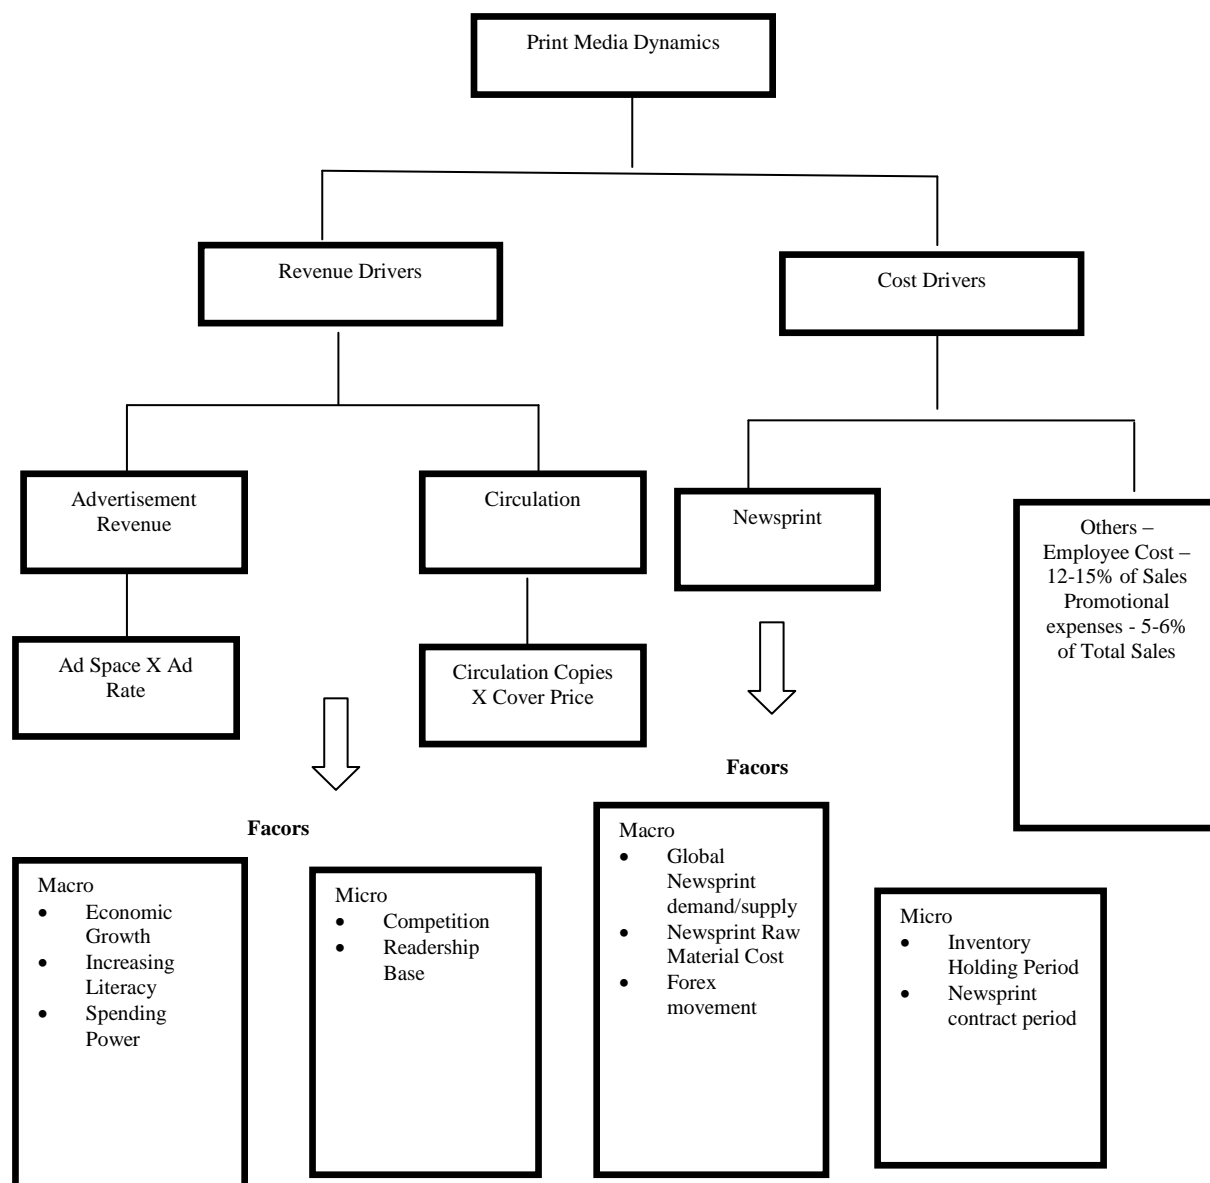 Print Media Dynamics
Revenue Drivers
Cost Drivers
Advertisement
Revenue
Circulation
Newsprint
Others –
Employee Cost –
12-15% of Sales
Promotional
expenses - 5-6%
of Total Sales
Ad Space X Ad
Rate
Circulation Copies
X Cover Price
Facors
Facors
Macro
• Economic
Growth
• Increasing
Literacy
• Spending
Power
Micro
• Competition
• Readership
Base
Macro
• Global
Newsprint
demand/supply
• Newsprint Raw
Material Cost
• Forex
movement
Micro
• Inventory
Holding Period
• Newsprint
contract period